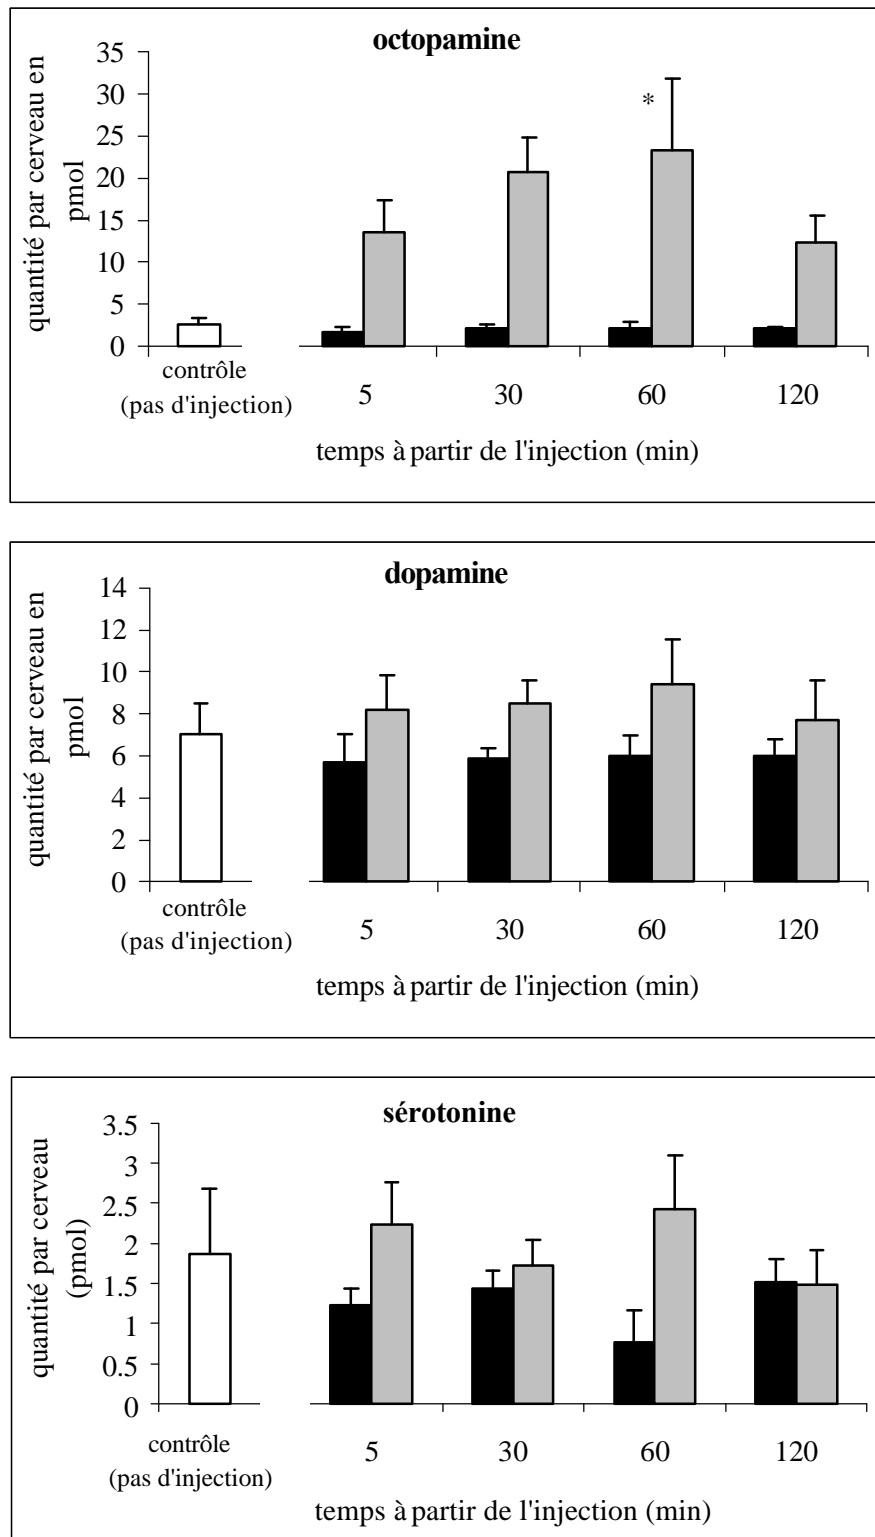 octopamine
quantité par cerveau en
pmol
35
30
25
20
15
10
5
0
*
contrôle
(pas d'injection)
5 30 60 120
temps à partir de l'injection (min)
dopamine
quantité par cerveau en
pmol
14
12
10
8
6
4
2
0
contrôle
(pas d'injection)
5 30 60 120
temps à partir de l'injection (min)
sérotonine
quantité par cerveau
(pmol)
3.5
3
2.5
2
1.5
1
0.5
0
contrôle
(pas d'injection)
5 30 60 120
temps à partir de l'injection (min)